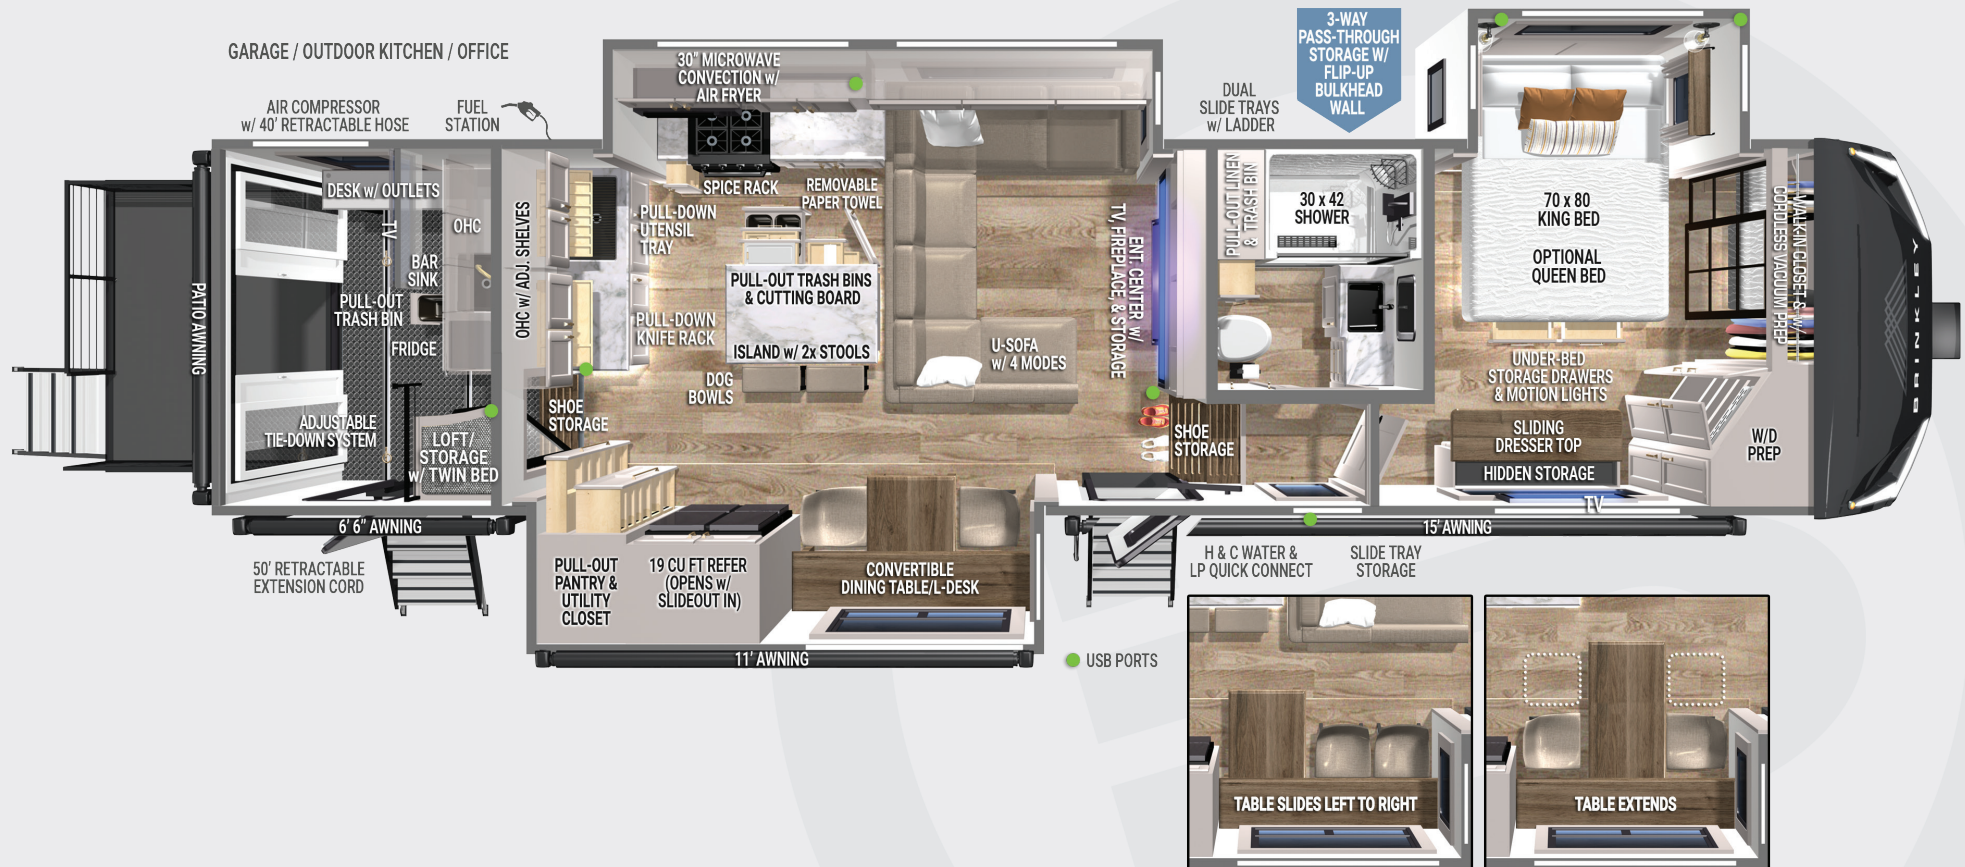 GARAGE / OUTDOOR KITCHEN / OFFICE
AIR COMPRESSOR
w/ 40' RETRACTABLE HOSE
FUEL
STATION
30" MICROWAVE
CONVECTION w/
AIR FRYER
DUAL
SLIDE TRAYS
w/ LADDER
3-WAY
PASS-THROUGH
STORAGE W/
FLIP-UP
BULKHEAD
WALL
PATIO AWNING
DESK w/ OUTLETS
TV
OHC
BAR
SINK
PULL-OUT
TRASH BIN
FRIDGE
ADJUSTABLE
TIE-DOWN SYSTEM
LOFT/
STORAGE
w/ TWIN BED
OHC w/ ADJ. SHELVES
SPICE RACK
REMOVABLE
PAPER TOWEL
PULL-DOWN
UTENSIL
TRAY
PULL-DOWN
KNIFE RACK
PULL-OUT TRASH BINS
& CUTTING BOARD
ISLAND w/ 2x STOOLS
DOG
BOWLS
SHOE
STORAGE
U-SOFA
w/ 4 MODES
ENT. CENTER w/
TV, FIREPLACE, & STORAGE
SHOE
STORAGE
PULL-OUT LINEN
& TRASH BIN
30 x 42
SHOWER
70 x 80
KING BED
OPTIONAL
QUEEN BED
UNDER-BED
STORAGE DRAWERS
& MOTION LIGHTS
SLIDING
DRESSER TOP
HIDDEN STORAGE
TV
WALK-IN CLOSET & w/
CORDLESS VACUUM PREP
W/D
PREP
BRINKLEY
6' 6" AWNING
50' RETRACTABLE
EXTENSION CORD
PULL-OUT
PANTRY &
UTILITY
CLOSET
19 CU FT REFER
(OPENS w/
SLIDEOUT IN)
CONVERTIBLE
DINING TABLE/L-DESK
11' AWNING
15' AWNING
H & C WATER &
LP QUICK CONNECT
SLIDE TRAY
STORAGE
USB PORTS
TABLE SLIDES LEFT TO RIGHT
TABLE EXTENDS